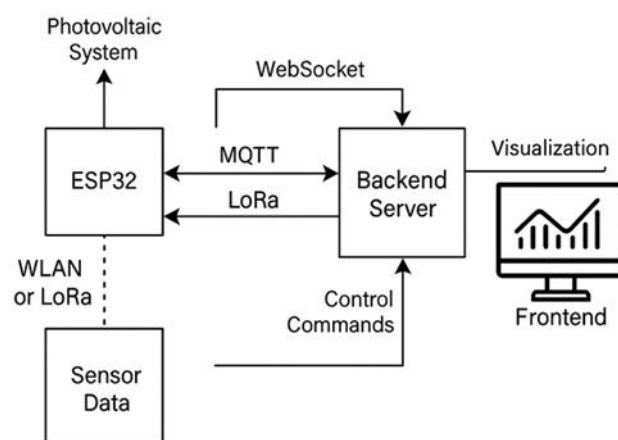 Photovoltaic
System
WebSocket
ESP32
MQTT
LoRa
Backend
Server
Visualization
WLAN
or LoRa
Control
Commands
Frontend
Sensor
Data